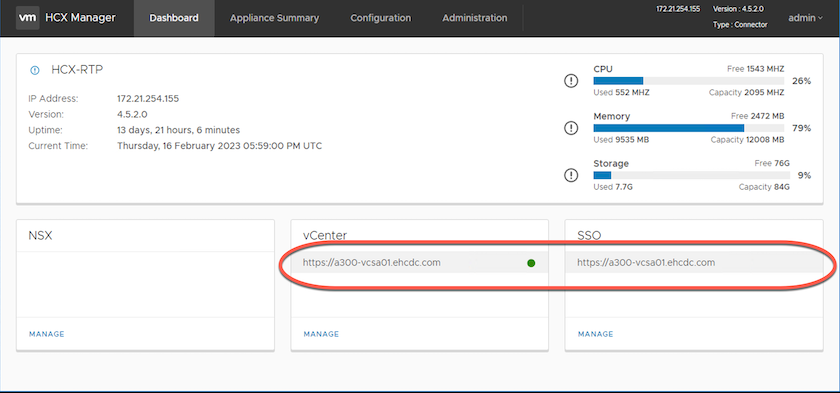 vm HCX Manager Dashboard Appliance Summary Configuration Administration 172.21.254.155 Version : 4.5.2.0 admin
Type : Connector
HCX-RTP
IP Address: 172.21.254.155
Version: 4.5.2.0
Uptime: 13 days, 21 hours, 6 minutes
Current Time: Thursday, 16 February 2023 05:59:00 PM UTC
CPU Free 1543 MHZ
26%
Used 552 MHZ Capacity 2095 MHZ
Memory Free 2472 MB
79%
Used 9535 MB Capacity 12008 MB
Storage Free 76G
9%
Used 7.7G Capacity 84G
NSX
MANAGE
vCenter
https://a300-vcsa01.ehcdc.com
MANAGE
SSO
https://a300-vcsa01.ehcdc.com
MANAGE